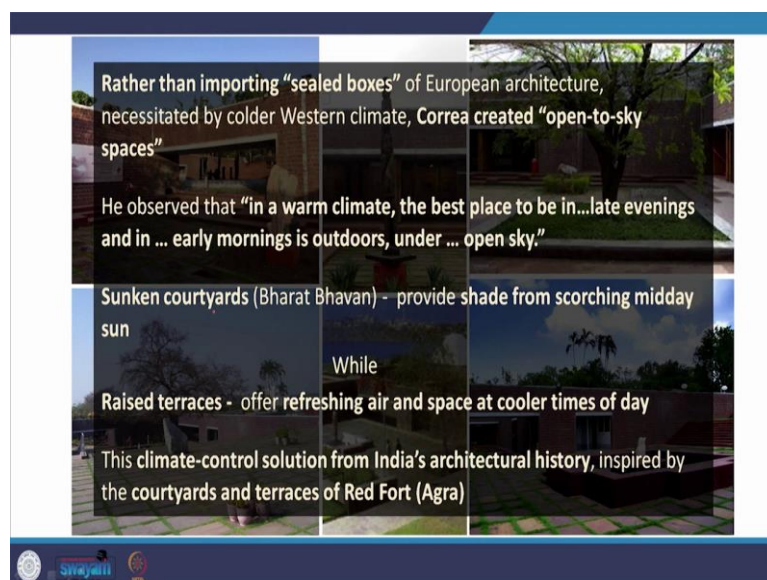 Rather than importing “sealed boxes” of European architecture,
necessitated by colder Western climate, Correa created “open-to-sky
spaces”
He observed that “in a warm climate, the best place to be in...late evenings
and in ... early mornings is outdoors, under ... open sky.”
Sunken courtyards (Bharat Bhavan) - provide shade from scorching midday
sun
While
Raised terraces - offer refreshing air and space at cooler times of day
This climate-control solution from India’s architectural history, inspired by
the courtyards and terraces of Red Fort (Agra)
swayam